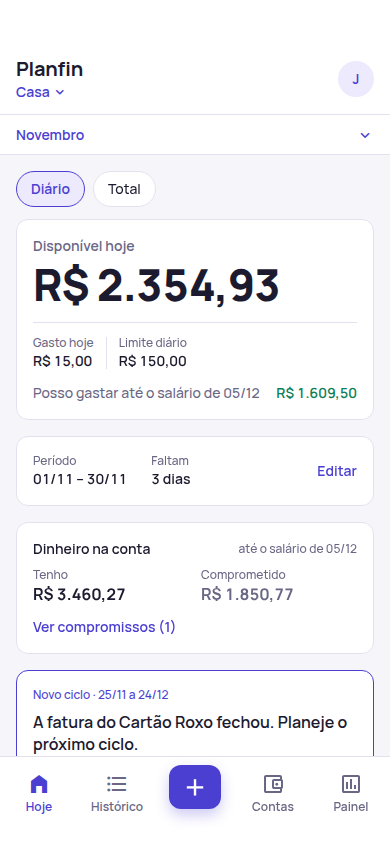 Planfin
J
Casa
Novembro
Diário
Total
Disponível hoje
R$ 2.354,93
Gasto hoje
R$ 15,00
Limite diário
R$ 150,00
Posso gastar até o salário de 05/12
R$ 1.609,50
Período
01/11 – 30/11
Faltam
3 dias
Editar
Dinheiro na conta
até o salário de 05/12
Tenho
R$ 3.460,27
Comprometido
R$ 1.850,77
Ver compromissos (1)
Novo ciclo · 25/11 a 24/12
A fatura do Cartão Roxo fechou. Planeje o
próximo ciclo.
Hoje
Histórico
Contas
Painel